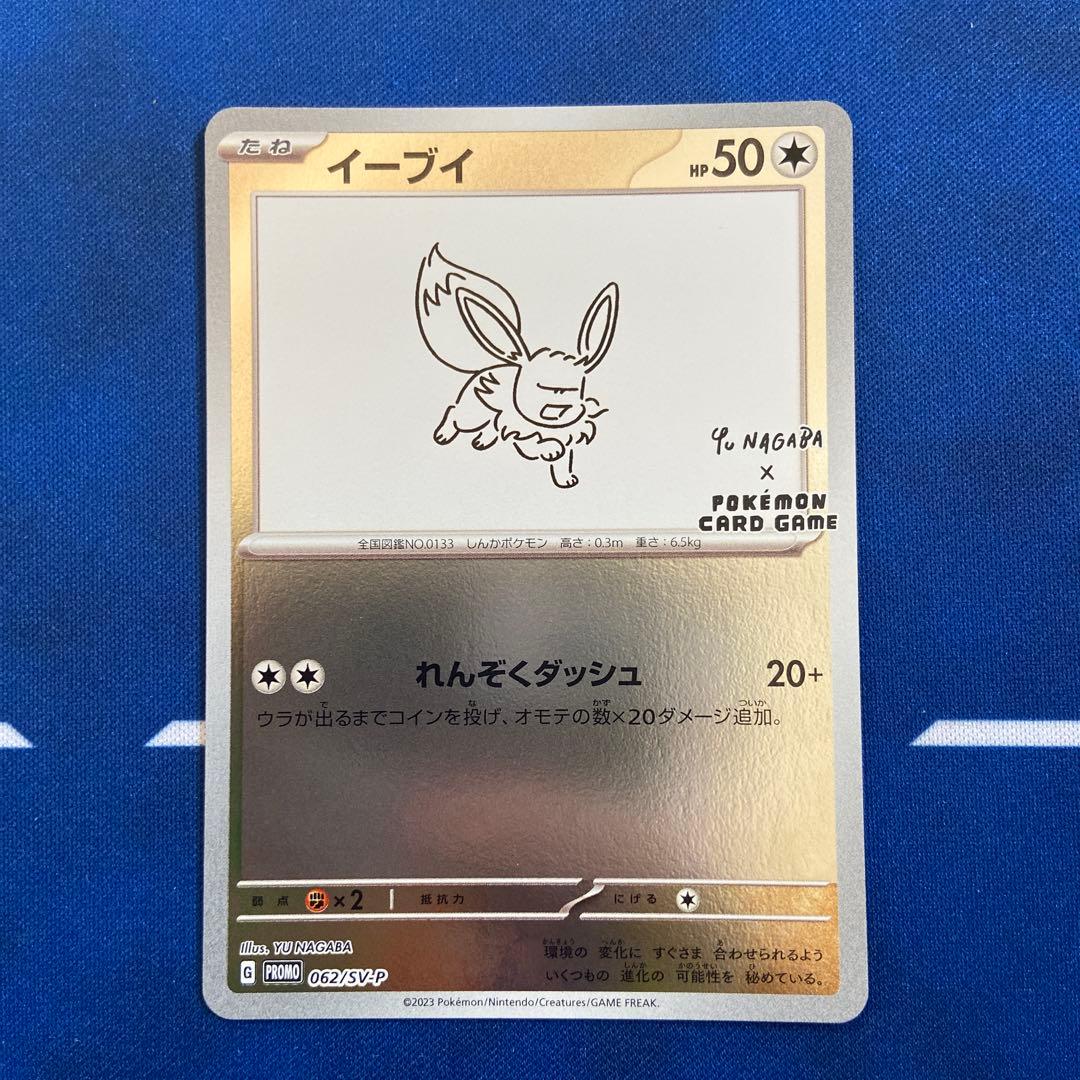 たね イーブイ HP 50
Yu NAGABA
×
POKÉMON
CARD GAME
全国図鑑NO.0133 しんかポケモン 高さ：0.3m 重さ：6.5kg
れんぞくダッシュ 20+
ウラが出るまでコインを投げ、オモテの数×20ダメージ追加。
弱点 ×2 抵抗力 にげる
Illus. YU NAGABA
環境の 変化に すぐさま 合わせられるよう
いくつもの 進化の 可能性を 秘めている。
G PROMO 062/SV-P
©2023 Pokémon/Nintendo/Creatures/GAME FREAK.